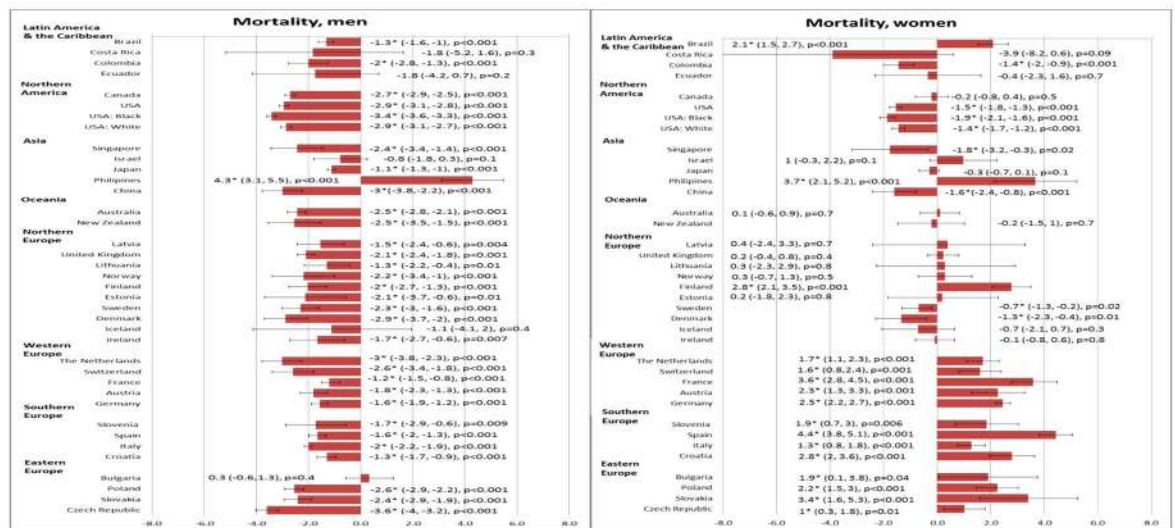 Mortality, men
Latin America
& the Caribbean
Brazil -1.3* (-1.6, -1), p<0.001
Costa Rica -1.8 (-5.2, 1.6), p=0.3
Colombia -2* (-2.8, -1.3), p<0.001
Ecuador -1.8 (-4.2, 0.7), p=0.2
Northern
America
Canada -2.7* (-2.9, -2.5), p<0.001
USA -2.9* (-3.1, -2.8), p<0.001
USA: Black -3.4* (-3.6, -3.3), p<0.001
USA: White -2.9* (-3.1, -2.7), p<0.001
Asia
Singapore -2.4* (-3.4, -1.4), p<0.001
Israel -0.8 (-1.8, 0.3), p=0.1
Japan -1.1* (-1.3, -1), p<0.001
Philipines 4.3* (3.1, 5.5), p<0.001
China -3* (-3.8, -2.2), p<0.001
Oceania
Australia -2.5* (-2.8, -2.1), p<0.001
New Zealand -2.5* (-3.5, -1.5), p<0.001
Northern
Europe
Latvia -1.5* (-2.4, -0.6), p=0.004
United Kingdom -2.1* (-2.4, -1.8), p<0.001
Lithuania -1.3* (-2.2, -0.4), p=0.01
Norway -2.2* (-3.4, -1), p<0.001
Finland -2* (-2.7, -1.3), p<0.001
Estonia -2.1* (-3.7, -0.6), p=0.01
Sweden -2.3* (-3, -1.6), p<0.001
Denmark -2.9* (-3.7, -2), p<0.001
Iceland -1.1 (-4.1, 2), p=0.4
Ireland -1.7* (-2.7, -0.6), p=0.007
Western
Europe
The Netherlands -3* (-3.8, -2.3), p<0.001
Switzerland -2.6* (-3.4, -1.8), p<0.001
France -1.2* (-1.5, -0.8), p<0.001
Austria -1.8* (-2.3, -1.3), p<0.001
Germany -1.6* (-1.9, -1.2), p<0.001
Southern
Europe
Slovenia -1.7* (-2.9, -0.6), p=0.009
Spain -1.6* (-2, -1.3), p<0.001
Italy -2* (-2.2, -1.9), p<0.001
Croatia -1.3* (-1.7, -0.9), p<0.001
Eastern
Europe
Bulgaria 0.3 (-0.6, 1.3), p=0.4
Poland -2.6* (-2.9, -2.2), p<0.001
Slovakia -2.4* (-2.9, -1.9), p<0.001
Czech Republic -3.6* (-4, -3.2), p<0.001
-8.0 -6.0 -4.0 -2.0 0.0 2.0 4.0 6.0 8.0
Mortality, women
Latin America
& the Caribbean
Brazil 2.1* (1.5, 2.7), p<0.001
Costa Rica -3.9 (-8.2, 0.6), p=0.09
Colombia -1.4* (-2, -0.9), p<0.001
Ecuador -0.4 (-2.3, 1.6), p=0.7
Northern
America
Canada -0.2 (-0.8, 0.4), p=0.5
USA -1.5* (-1.8, -1.3), p<0.001
USA: Black -1.9* (-2.1, -1.6), p<0.001
USA: White -1.4* (-1.7, -1.2), p<0.001
Asia
Singapore -1.8* (-3.2, -0.3), p=0.02
Israel 1 (-0.3, 2.2), p=0.1
Japan -0.3 (-0.7, 0.1), p=0.1
Philipines 3.7* (2.1, 5.2), p<0.001
China -1.6* (-2.4, -0.8), p<0.001
Oceania
Australia 0.1 (-0.6, 0.9), p=0.7
New Zealand -0.2 (-1.5, 1), p=0.7
Northern
Europe
Latvia 0.4 (-2.4, 3.3), p=0.7
United Kingdom 0.2 (-0.4, 0.8), p=0.4
Lithuania 0.3 (-2.3, 2.9), p=0.8
Norway 0.3 (-0.7, 1.3), p=0.5
Finland 2.8* (2.1, 3.5), p<0.001
Estonia 0.2 (-1.8, 2.3), p=0.8
Sweden -0.7* (-1.3, -0.2), p=0.02
Denmark -1.3* (-2.3, -0.4), p=0.01
Iceland -0.7 (-2.1, 0.7), p=0.3
Ireland -0.1 (-0.8, 0.6), p=0.8
Western
Europe
The Netherlands 1.7* (1.1, 2.3), p<0.001
Switzerland 1.6* (0.8, 2.4), p=0.001
France 3.6* (2.8, 4.5), p<0.001
Austria 2.3* (1.3, 3.3), p<0.001
Germany 2.5* (2.2, 2.7), p<0.001
Southern
Europe
Slovenia 1.9* (0.7, 3), p=0.006
Spain 4.4* (3.8, 5.1), p<0.001
Italy 1.3* (0.8, 1.8), p<0.001
Croatia 2.8* (2, 3.6), p<0.001
Eastern
Europe
Bulgaria 1.9* (0.1, 3.8), p=0.04
Poland 2.2* (1.5, 3), p<0.001
Slovakia 3.4* (1.6, 5.3), p<0.001
Czech Republic 1* (0.3, 1.8), p=0.01
-8.0 -6.0 -4.0 -2.0 0.0 2.0 4.0 6.0 8.0